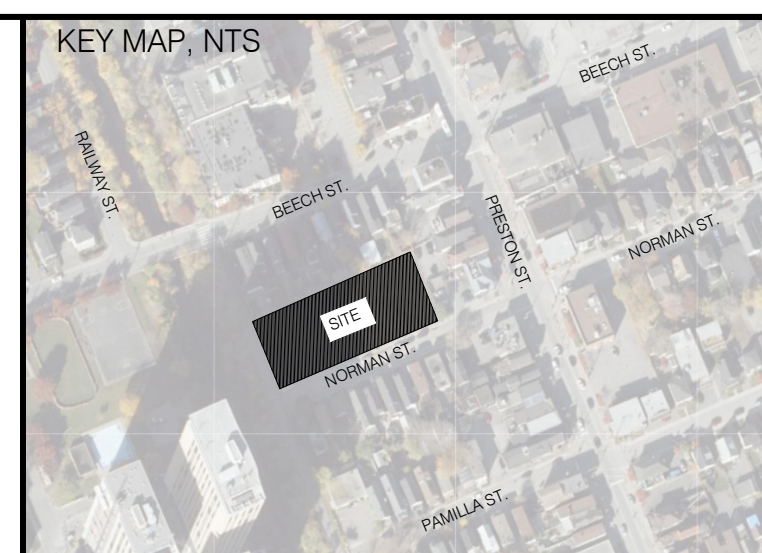 KEY MAP, NTS
BEECH ST.
RAILWAY ST.
BEECH ST.
PRESTON ST.
NORMAN ST.
SITE
NORMAN ST.
PAMILLA ST.